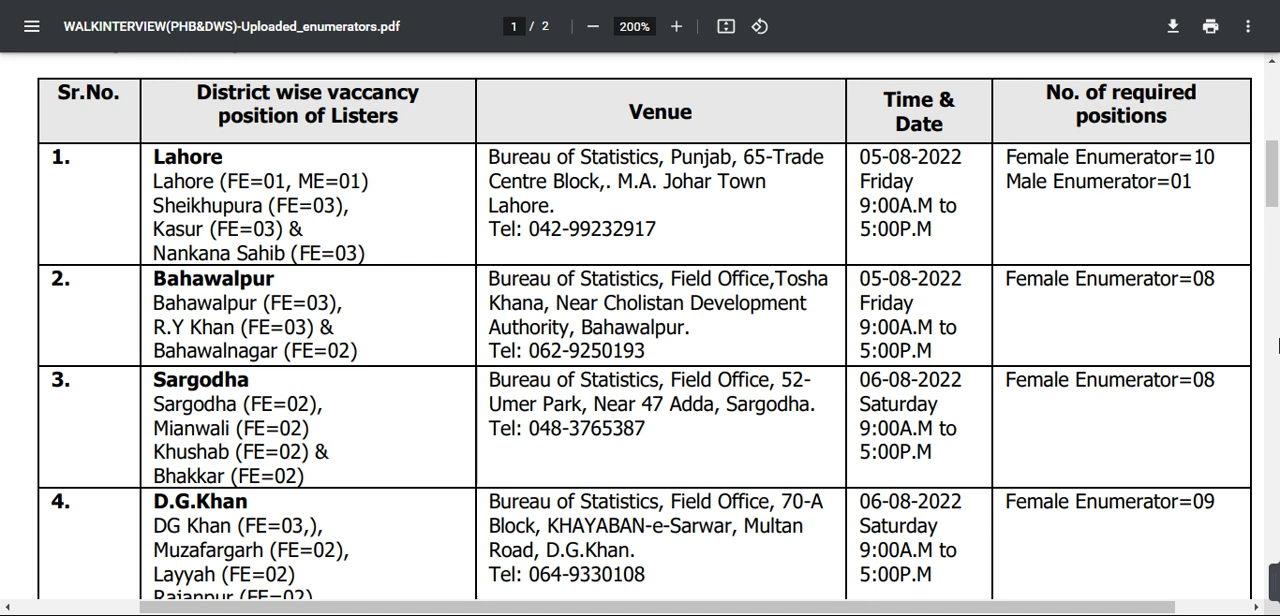 WALKINTERVIEW(PHB&DWS)-Uploaded_enumerators.pdf
1 / 2
200%
Sr.No.
District wise vaccancy
position of Listers
Venue
Time &
Date
No. of required
positions
1.
Lahore
Lahore (FE=01, ME=01)
Sheikhupura (FE=03),
Kasur (FE=03) &
Nankana Sahib (FE=03)
Bureau of Statistics, Punjab, 65-Trade
Centre Block,. M.A. Johar Town
Lahore.
Tel: 042-99232917
05-08-2022
Friday
9:00A.M to
5:00P.M
Female Enumerator=10
Male Enumerator=01
2.
Bahawalpur
Bahawalpur (FE=03),
R.Y Khan (FE=03) &
Bahawalnagar (FE=02)
Bureau of Statistics, Field Office,Tosha
Khana, Near Cholistan Development
Authority, Bahawalpur.
Tel: 062-9250193
05-08-2022
Friday
9:00A.M to
5:00P.M
Female Enumerator=08
3.
Sargodha
Sargodha (FE=02),
Mianwali (FE=02)
Khushab (FE=02) &
Bhakkar (FE=02)
Bureau of Statistics, Field Office, 52-
Umer Park, Near 47 Adda, Sargodha.
Tel: 048-3765387
06-08-2022
Saturday
9:00A.M to
5:00P.M
Female Enumerator=08
4.
D.G.Khan
DG Khan (FE=03,),
Muzafargarh (FE=02),
Layyah (FE=02)
Rajanpur (FE=02)
Bureau of Statistics, Field Office, 70-A
Block, KHAYABAN-e-Sarwar, Multan
Road, D.G.Khan.
Tel: 064-9330108
06-08-2022
Saturday
9:00A.M to
5:00P.M
Female Enumerator=09